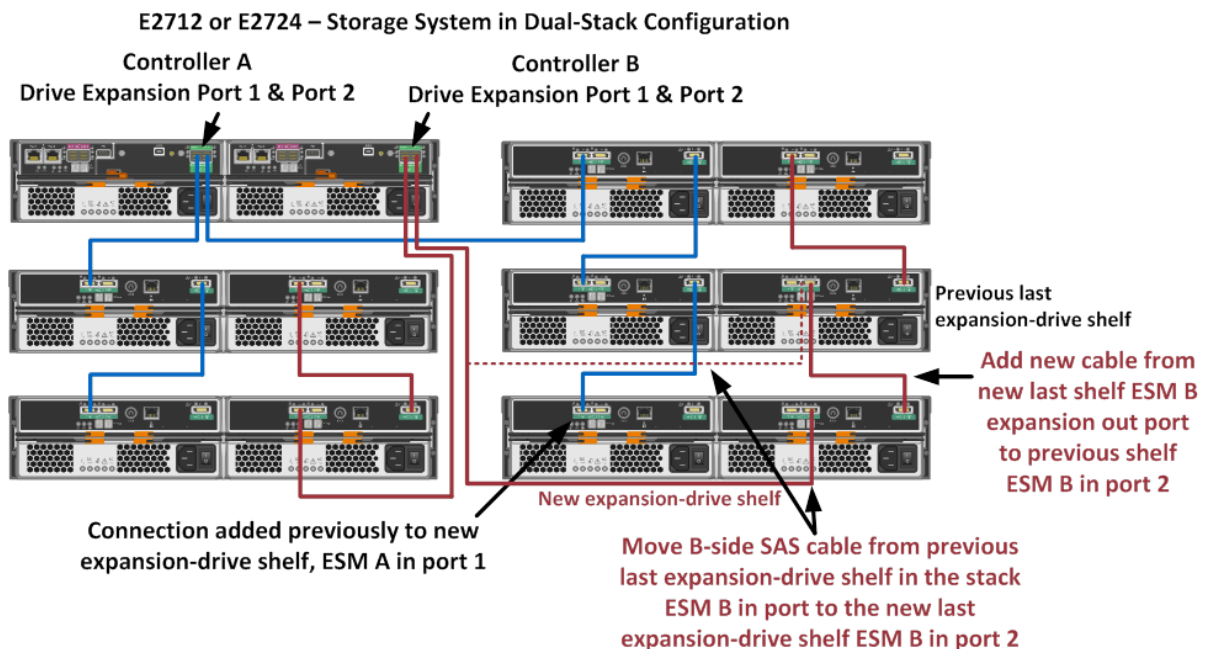 E2712 or E2724 – Storage System in Dual-Stack Configuration
Controller A
Drive Expansion Port 1 & Port 2
Controller B
Drive Expansion Port 1 & Port 2
Previous last
expansion-drive shelf
Add new cable from
new last shelf ESM B
expansion out port
to previous shelf
ESM B in port 2
New expansion-drive shelf
Connection added previously to new
expansion-drive shelf, ESM A in port 1
Move B-side SAS cable from previous
last expansion-drive shelf in the stack
ESM B in port to the new last
expansion-drive shelf ESM B in port 2